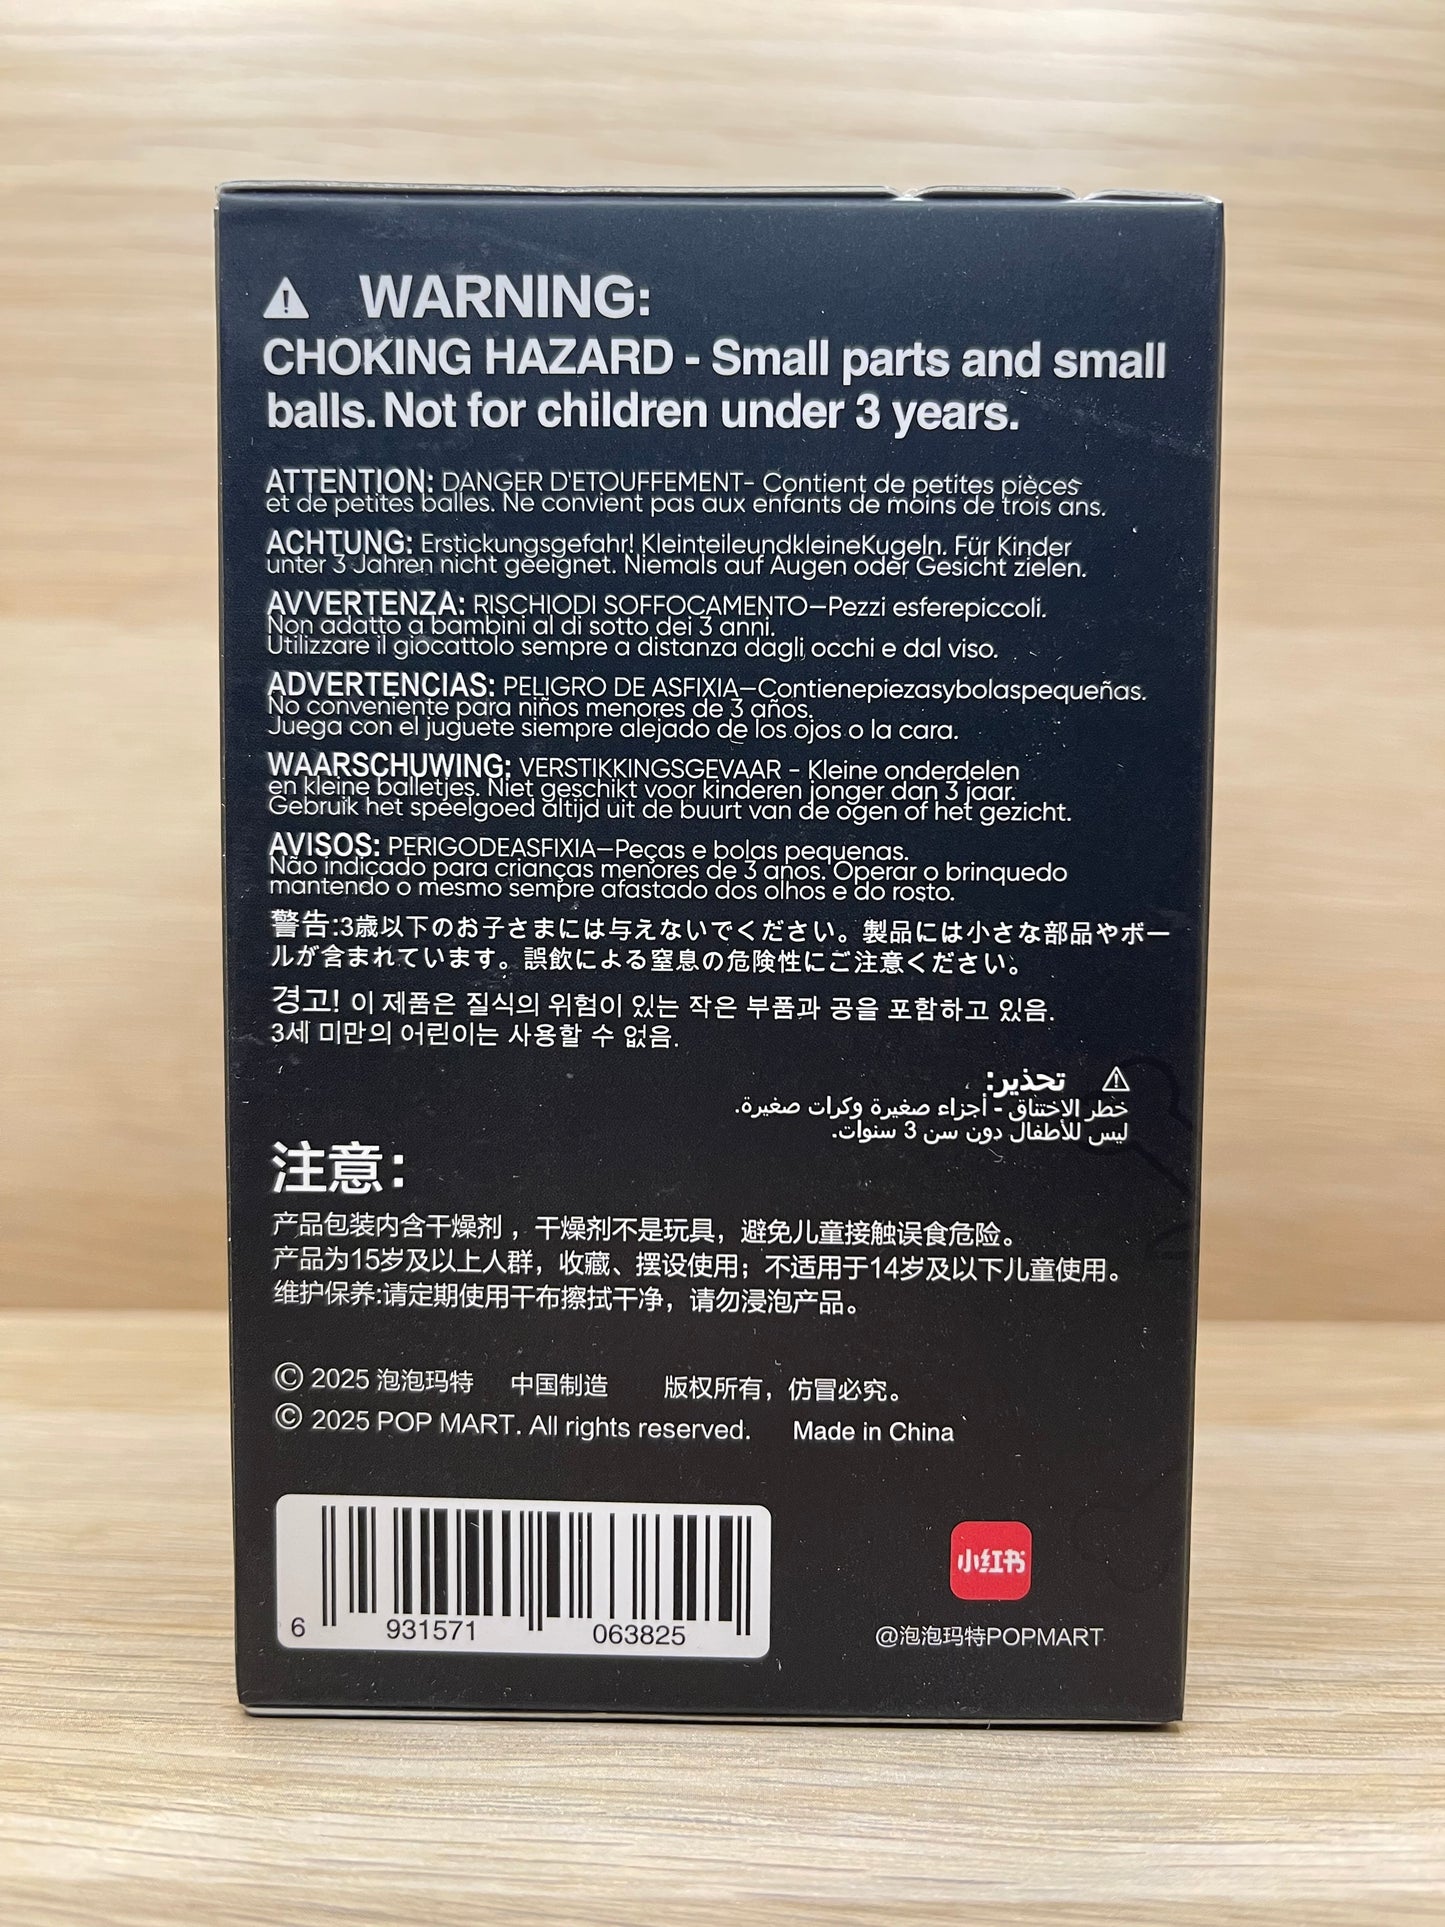 WARNING:
CHOKING HAZARD - Small parts and small
balls. Not for children under 3 years.
ATTENTION: DANGER D'ETOUFFEMENT- Contient de petites pièces
et de petites balles. Ne convient pas aux enfants de moins de trois ans.
ACHTUNG: Erstickungsgefahr! KleinteileundkleineKugeln. Für Kinder
unter 3 Jahren nicht geeignet. Niemals auf Augen oder Gesicht zielen.
AVVERTENZA: RISCHIODI SOFFOCAMENTO—Pezzi esferepiccoli.
Non adatto a bambini al di sotto dei 3 anni.
Utilizzare il giocattolo sempre a distanza dagli occhi e dal viso.
ADVERTENCIAS: PELIGRO DE ASFIXIA—Contienepiezasybolaspequeñas.
No conveniente para niños menores de 3 años.
Juega con el juguete siempre alejado de los ojos o la cara.
WAARSCHUWING: VERSTIKKINGSGEVAAR - Kleine onderdelen
en kleine balletjes. Niet geschikt voor kinderen jonger dan 3 jaar.
Gebruik het speelgoed altijd uit de buurt van de ogen of het gezicht.
AVISOS: PERIGODEASFIXIA—Peças e bolas pequenas.
Não indicado para crianças menores de 3 anos. Operar o brinquedo
mantendo o mesmo sempre afastado dos olhos e do rosto.
警告:3歳以下のお子さまには与えないでください。製品には小さな部品やボー
ルが含まれています。誤飲による窒息の危険性にご注意ください。
경고! 이 제품은 질식의 위험이 있는 작은 부품과 공을 포함하고 있음.
3세 미만의 어린이는 사용할 수 없음.
تحذير:
خطر الاختناق - أجزاء صغيرة وكرات صغيرة.
ليس للأطفال دون سن 3 سنوات.
注意：
产品包装内含干燥剂，干燥剂不是玩具，避免儿童接触误食危险。
产品为15岁及以上人群，收藏、摆设使用；不适用于14岁及以下儿童使用。
维护保养:请定期使用干布擦拭干净，请勿浸泡产品。
© 2025 泡泡玛特 中国制造 版权所有，仿冒必究。
© 2025 POP MART. All rights reserved. Made in China
6 931571 063825
小红书
@泡泡玛特POPMART